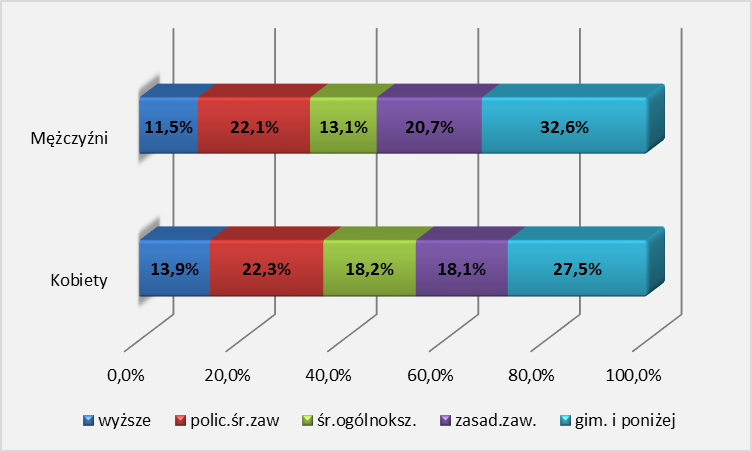 Mężczyźni 11,5% 22,1% 13,1% 20,7% 32,6%
Kobiety 13,9% 22,3% 18,2% 18,1% 27,5%
0,0% 20,0% 40,0% 60,0% 80,0% 100,0%
wyższe polic.śr.zaw śr.ogólnoksz. zasad.zaw. gim. i poniżej